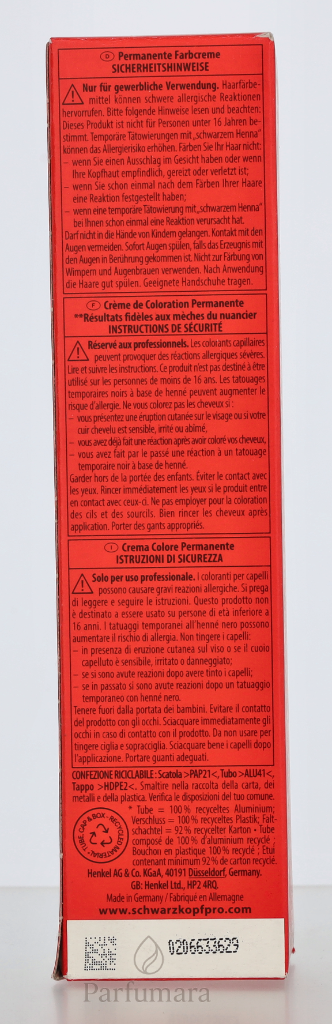 D Permanente Farbcreme
SICHERHEITSHINWEISE
Nur für gewerbliche Verwendung. Haarfärbe-
mittel können schwere allergische Reaktionen
hervorrufen. Bitte folgende Hinweise lesen und beachten:
Dieses Produkt ist nicht für Personen unter 16 Jahren be-
stimmt. Temporäre Tätowierungen mit „schwarzem Henna“
können das Allergierisiko erhöhen. Färben Sie Ihr Haar nicht:
– wenn Sie einen Ausschlag im Gesicht haben oder wenn
Ihre Kopfhaut empfindlich, gereizt oder verletzt ist;
– wenn Sie schon einmal nach dem Färben Ihrer Haare
eine Reaktion festgestellt haben;
– wenn eine temporäre Tätowierung mit „schwarzem Henna“
bei Ihnen schon einmal eine Reaktion verursacht hat.
Darf nicht in die Hände von Kindern gelangen. Kontakt mit den
Augen vermeiden. Sofort Augen spülen, falls das Erzeugnis mit
den Augen in Berührung gekommen ist. Nicht zur Färbung von
Wimpern und Augenbrauen verwenden. Nach Anwendung
die Haare gut spülen. Geeignete Handschuhe tragen.
F Crème de Coloration Permanente
**Résultats fidèles aux mèches du nuancier
INSTRUCTIONS DE SÉCURITÉ
Réservé aux professionnels. Les colorants capillaires
peuvent provoquer des réactions allergiques sévères.
Lire et suivre les instructions. Ce produit n'est pas destiné à être
utilisé sur les personnes de moins de 16 ans. Les tatouages
temporaires noirs à base de henné peuvent augmenter le
risque d'allergie. Ne vous colorez pas les cheveux si :
– vous présentez une éruption cutanée sur le visage ou si votre
cuir chevelu est sensible, irrité ou abîmé,
– vous avez déjà fait une réaction après avoir coloré vos cheveux,
– vous avez fait par le passé une réaction à un tatouage
temporaire noir à base de henné.
Garder hors de la portée des enfants. Éviter le contact avec
les yeux. Rincer immédiatement les yeux si le produit entre
en contact avec ceux-ci. Ne pas employer pour la coloration
des cils et des sourcils. Bien rincer les cheveux après
application. Porter des gants appropriés.
I Crema Colore Permanente
ISTRUZIONI DI SICUREZZA
Solo per uso professionale. I coloranti per capelli
possono causare gravi reazioni allergiche. Si prega
di leggere e seguire le istruzioni. Questo prodotto non
è destinato a essere usato su persone di età inferiore a
16 anni. I tatuaggi temporanei all'henné nero possono
aumentare il rischio di allergia. Non tingere i capelli:
– in presenza di eruzione cutanea sul viso o se il cuoio
capelluto è sensibile, irritato o danneggiato;
– se si sono avute reazioni dopo avere tinto i capelli;
– se in passato si sono avute reazioni dopo un tatuaggio
temporaneo con henné nero.
Tenere fuori dalla portata dei bambini. Evitare il contatto
del prodotto con gli occhi. Sciacquare immediatamente gli
occhi in caso di contatto con il prodotto. Da non usare per
tingere ciglia e sopracciglia. Sciacquare bene i capelli dopo
l'applicazione. Portare guanti adeguati.
CONFEZIONE RICICLABILE: Scatola >PAP21<, Tubo >ALU41<,
Tappo >HDPE2<. Smaltire nella raccolta della carta, dei
metalli e della plastica. Verifica le disposizioni del tuo comune.
TUBE, CAP & BOX · RECYCLED MATERIAL*
* Tube = 100% recyceltes Aluminium;
Verschluss = 100% recyceltes Plastik; Falt-
schachtel = 92% recycelter Karton • Tube
composé de 100% d'aluminium recyclé ;
Bouchon en plastique 100% recyclé ; Étui
contenant minimum 92% de carton recyclé.
Henkel AG & Co. KGaA, 40191 Düsseldorf, Germany.
GB: Henkel Ltd., HP2 4RQ.
Made in Germany / Fabriqué en Allemagne
www.schwarzkopfpro.com
0206633629
Parfumara